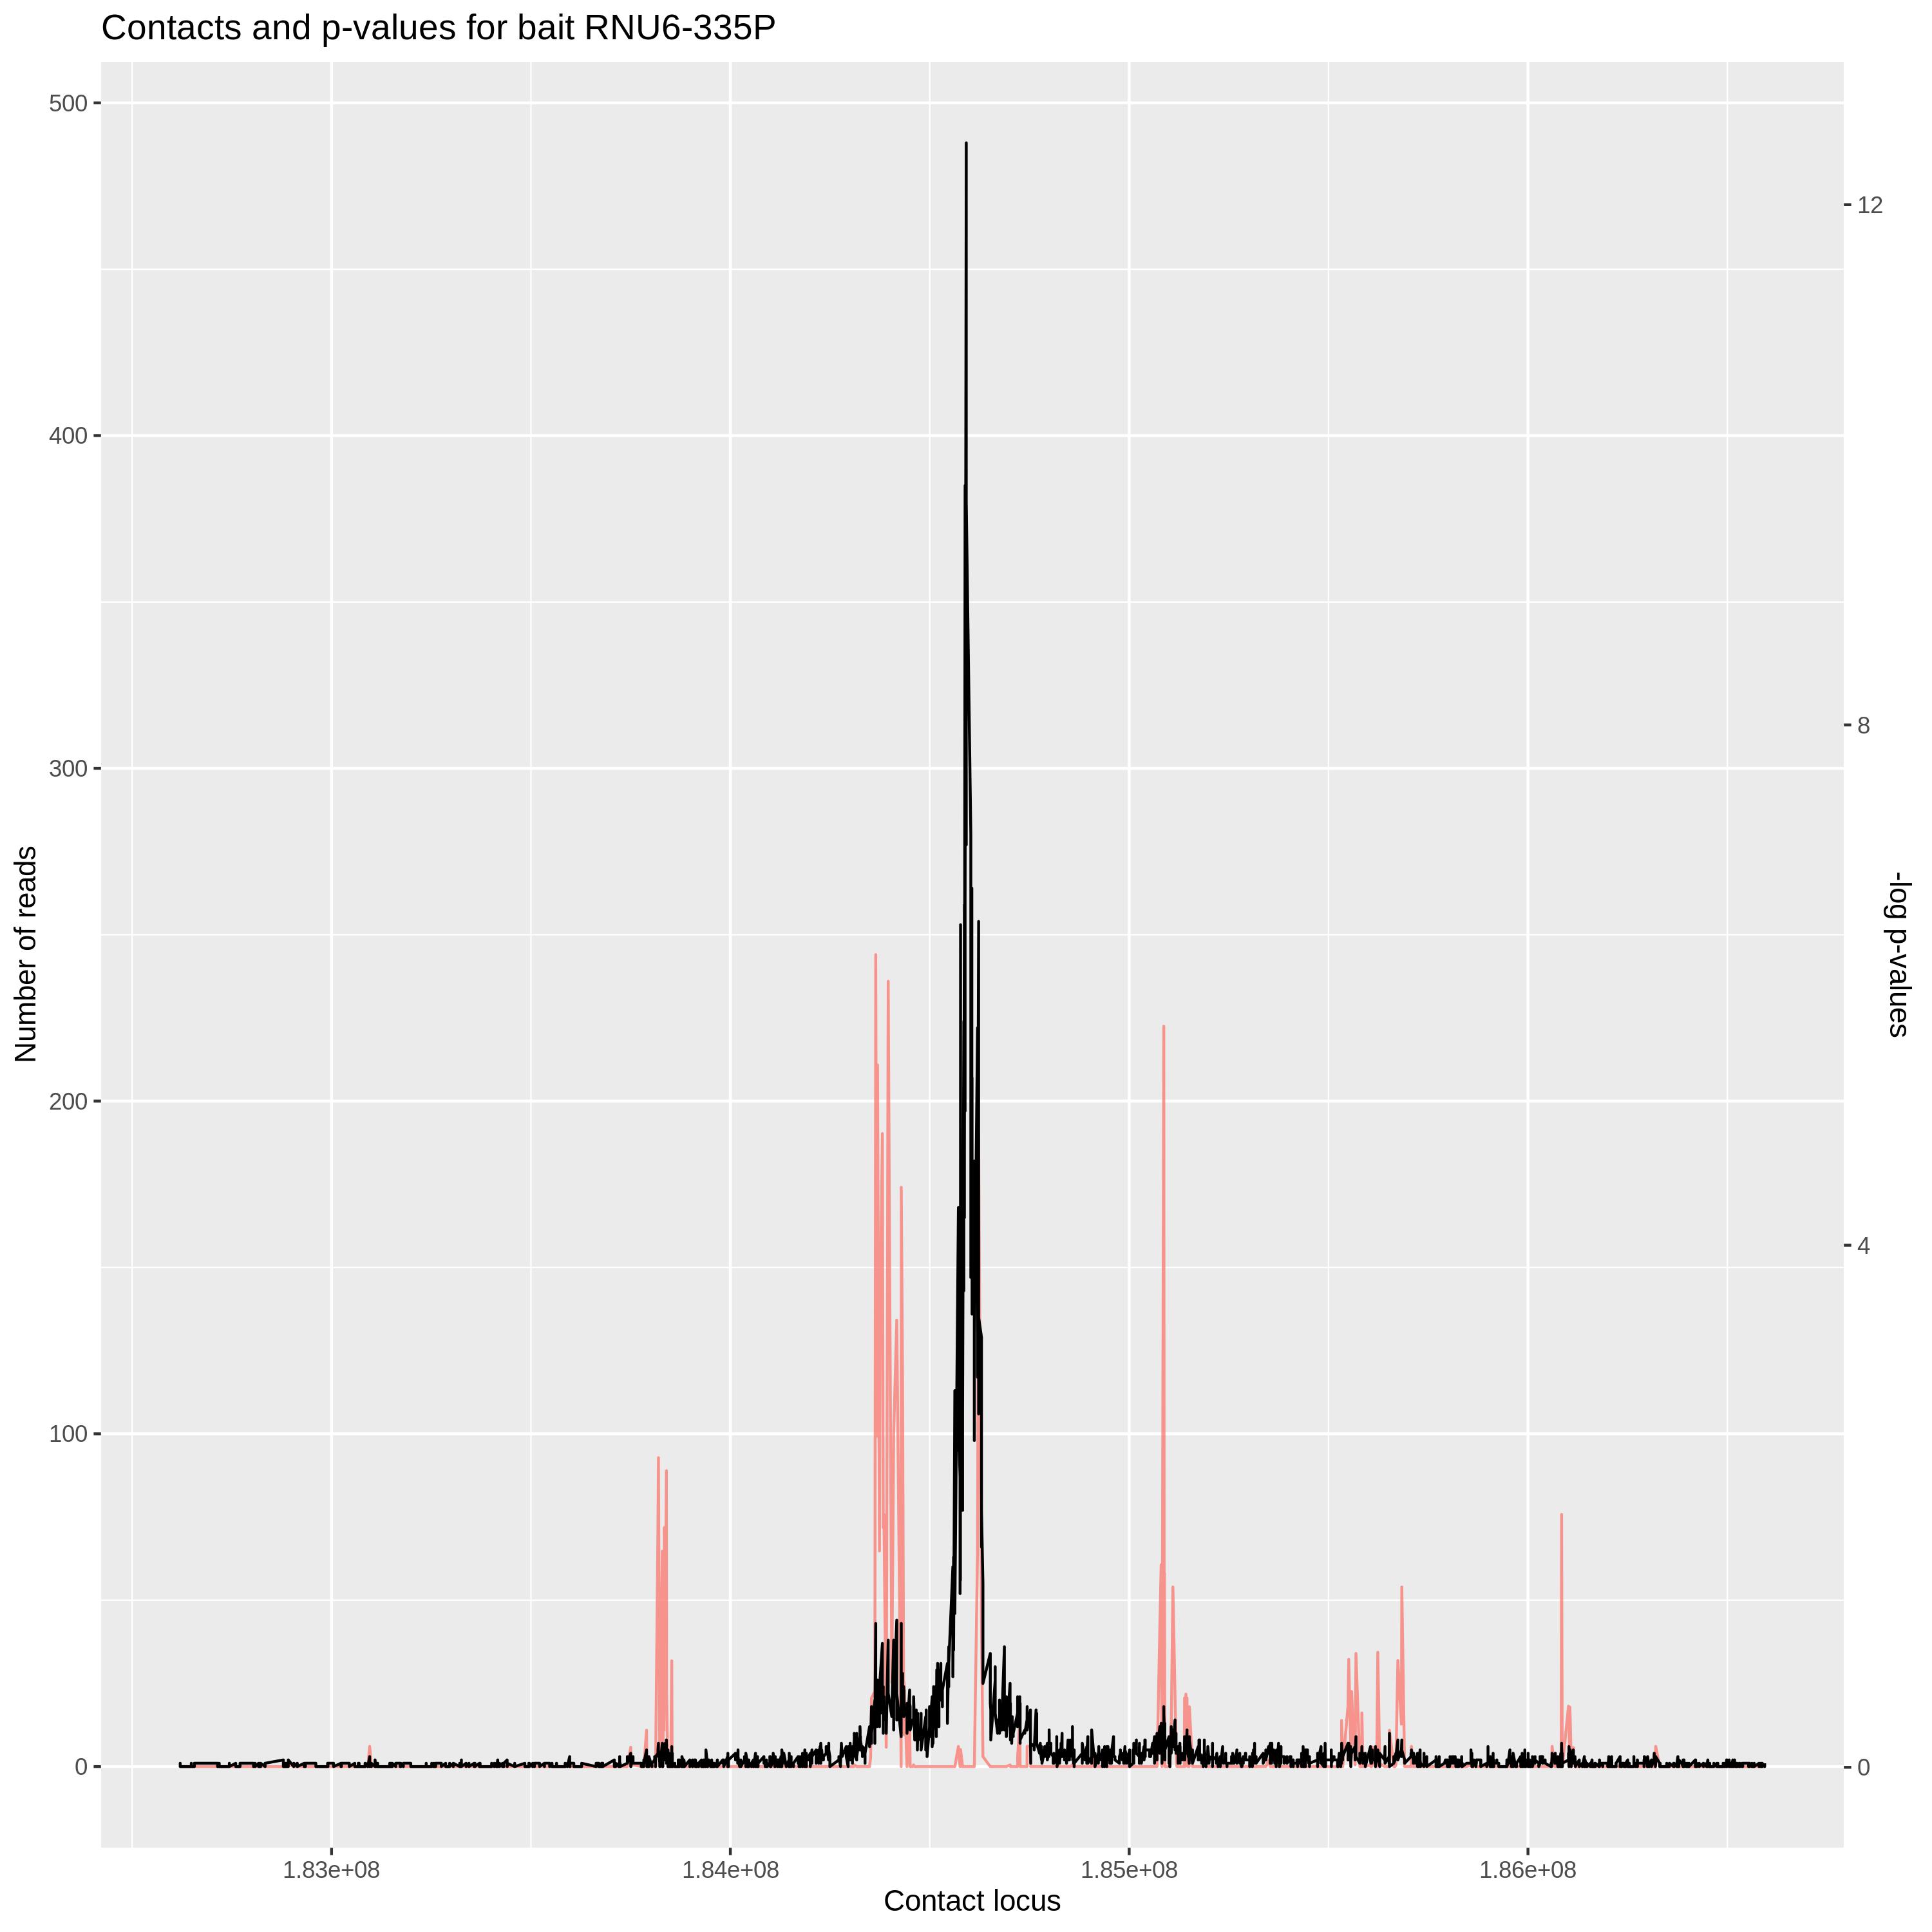 Contacts and p-values for bait RNU6-335P
500
400
300
200
100
0
Number of reads
12
8
4
0
-log p-values
1.83e+08
1.84e+08
1.85e+08
1.86e+08
Contact locus